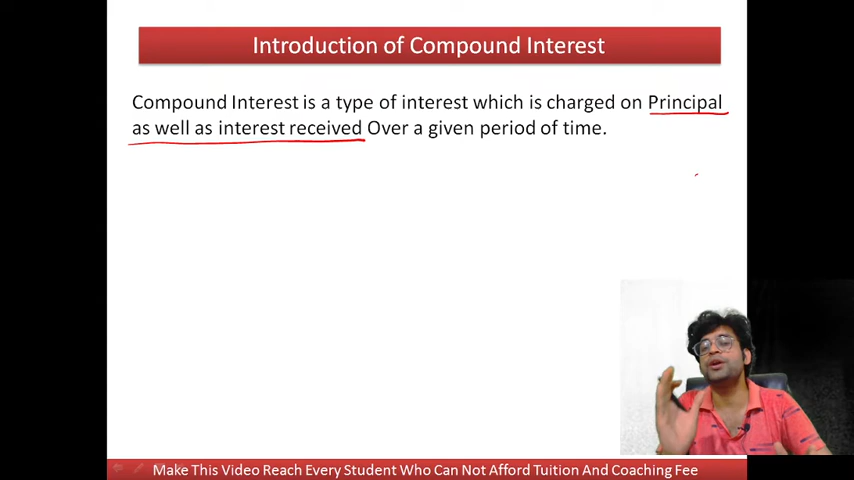 Introduction of Compound Interest
Compound Interest is a type of interest which is charged on Principal
as well as interest received Over a given period of time.
Make This Video Reach Every Student Who Can Not Afford Tuition And Coaching Fee